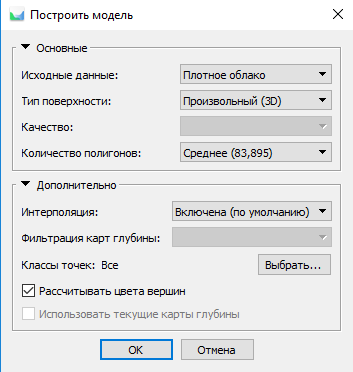 Построить модель
Основные
Исходные данные: Плотное облако
Тип поверхности: Произвольный (3D)
Качество:
Количество полигонов: Среднее (83,895)
Дополнительно
Интерполяция: Включена (по умолчанию)
Фильтрация карт глубины:
Классы точек: Все Выбрать...
Рассчитывать цвета вершин
Использовать текущие карты глубины
OK Отмена